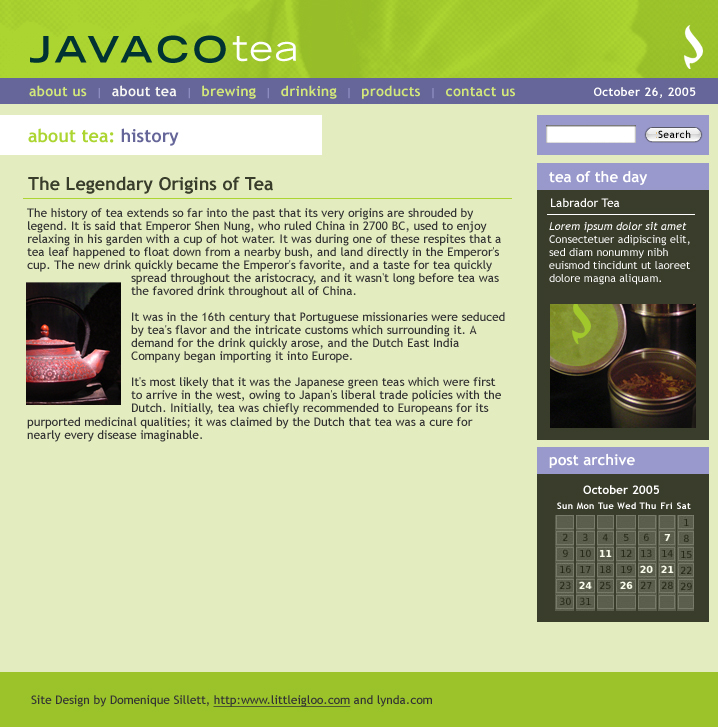 JAVACO tea
about us | about tea | brewing | drinking | products | contact us October 26, 2005
about tea: history
Search
The Legendary Origins of Tea
The history of tea extends so far into the past that its very origins are shrouded by
legend. It is said that Emperor Shen Nung, who ruled China in 2700 BC, used to enjoy
relaxing in his garden with a cup of hot water. It was during one of these respites that a
tea leaf happened to float down from a nearby bush, and land directly in the Emperor's
cup. The new drink quickly became the Emperor's favorite, and a taste for tea quickly
spread throughout the aristocracy, and it wasn't long before tea was
the favored drink throughout all of China.
It was in the 16th century that Portuguese missionaries were seduced
by tea's flavor and the intricate customs which surrounding it. A
demand for the drink quickly arose, and the Dutch East India
Company began importing it into Europe.
It's most likely that it was the Japanese green teas which were first
to arrive in the west, owing to Japan's liberal trade policies with the
Dutch. Initially, tea was chiefly recommended to Europeans for its
purported medicinal qualities; it was claimed by the Dutch that tea was a cure for
nearly every disease imaginable.
tea of the day
Labrador Tea
Lorem ipsum dolor sit amet
Consectetuer adipiscing elit,
sed diam nonummy nibh
euismod tincidunt ut laoreet
dolore magna aliquam.
post archive
October 2005
Sun Mon Tue Wed Thu Fri Sat
1
2 3 4 5 6 7 8
9 10 11 12 13 14 15
16 17 18 19 20 21 22
23 24 25 26 27 28 29
30 31
Site Design by Domenique Sillett, http:www.littleigloo.com and lynda.com